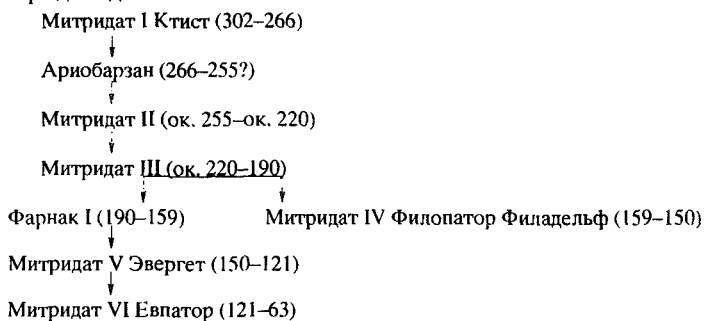 Митридат I Ктист (302–266)
Ариобарзан (266–255?)
Митридат II (ок. 255–ок. 220)
Митридат III (ок. 220–190)
Фарнак I (190–159) Митридат IV Филопатор Филадельф (159–150)
Митридат V Эвергет (150–121)
Митридат VI Евпатор (121–63)